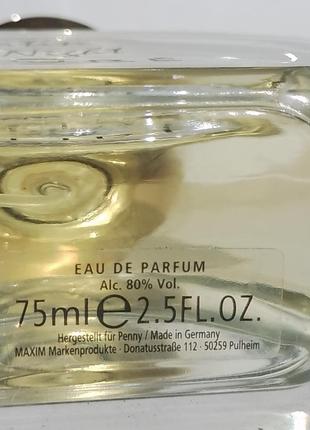 EAU DE PARFUM
Alc. 80% Vol.
75ml e 2.5FL.OZ.
Hergestellt für Penny / Made in Germany
MAXIM Markenprodukte · Donatusstraße 112 · 50259 Pulheim